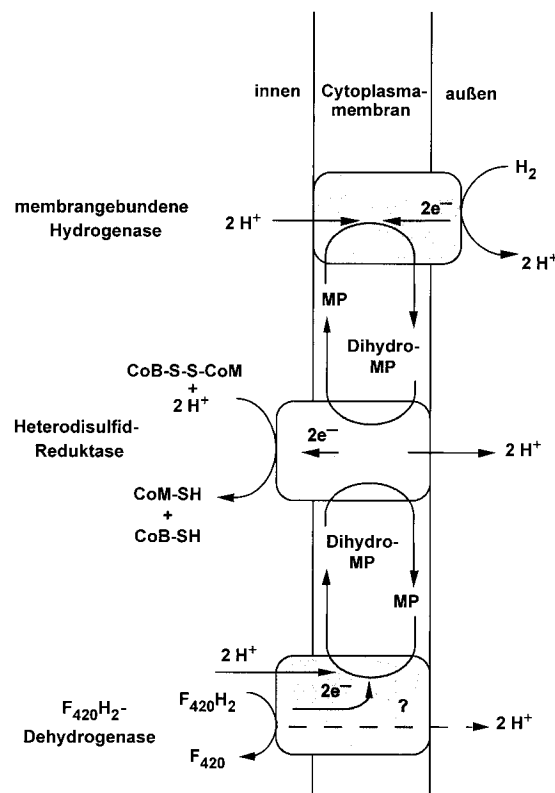 innen
Cytoplasma-
membran
außen
membrangebundene
Hydrogenase
2 H⁺
2e⁻
H₂
2 H⁺
MP
Dihydro-
MP
CoB-S-S-CoM
+
2 H⁺
Heterodisulfid-
Reduktase
2e⁻
2 H⁺
CoM-SH
+
CoB-SH
Dihydro-
MP
MP
2 H⁺
F₄₂₀H₂
2e⁻
?
F₄₂₀H₂-
Dehydrogenase
2 H⁺
F₄₂₀